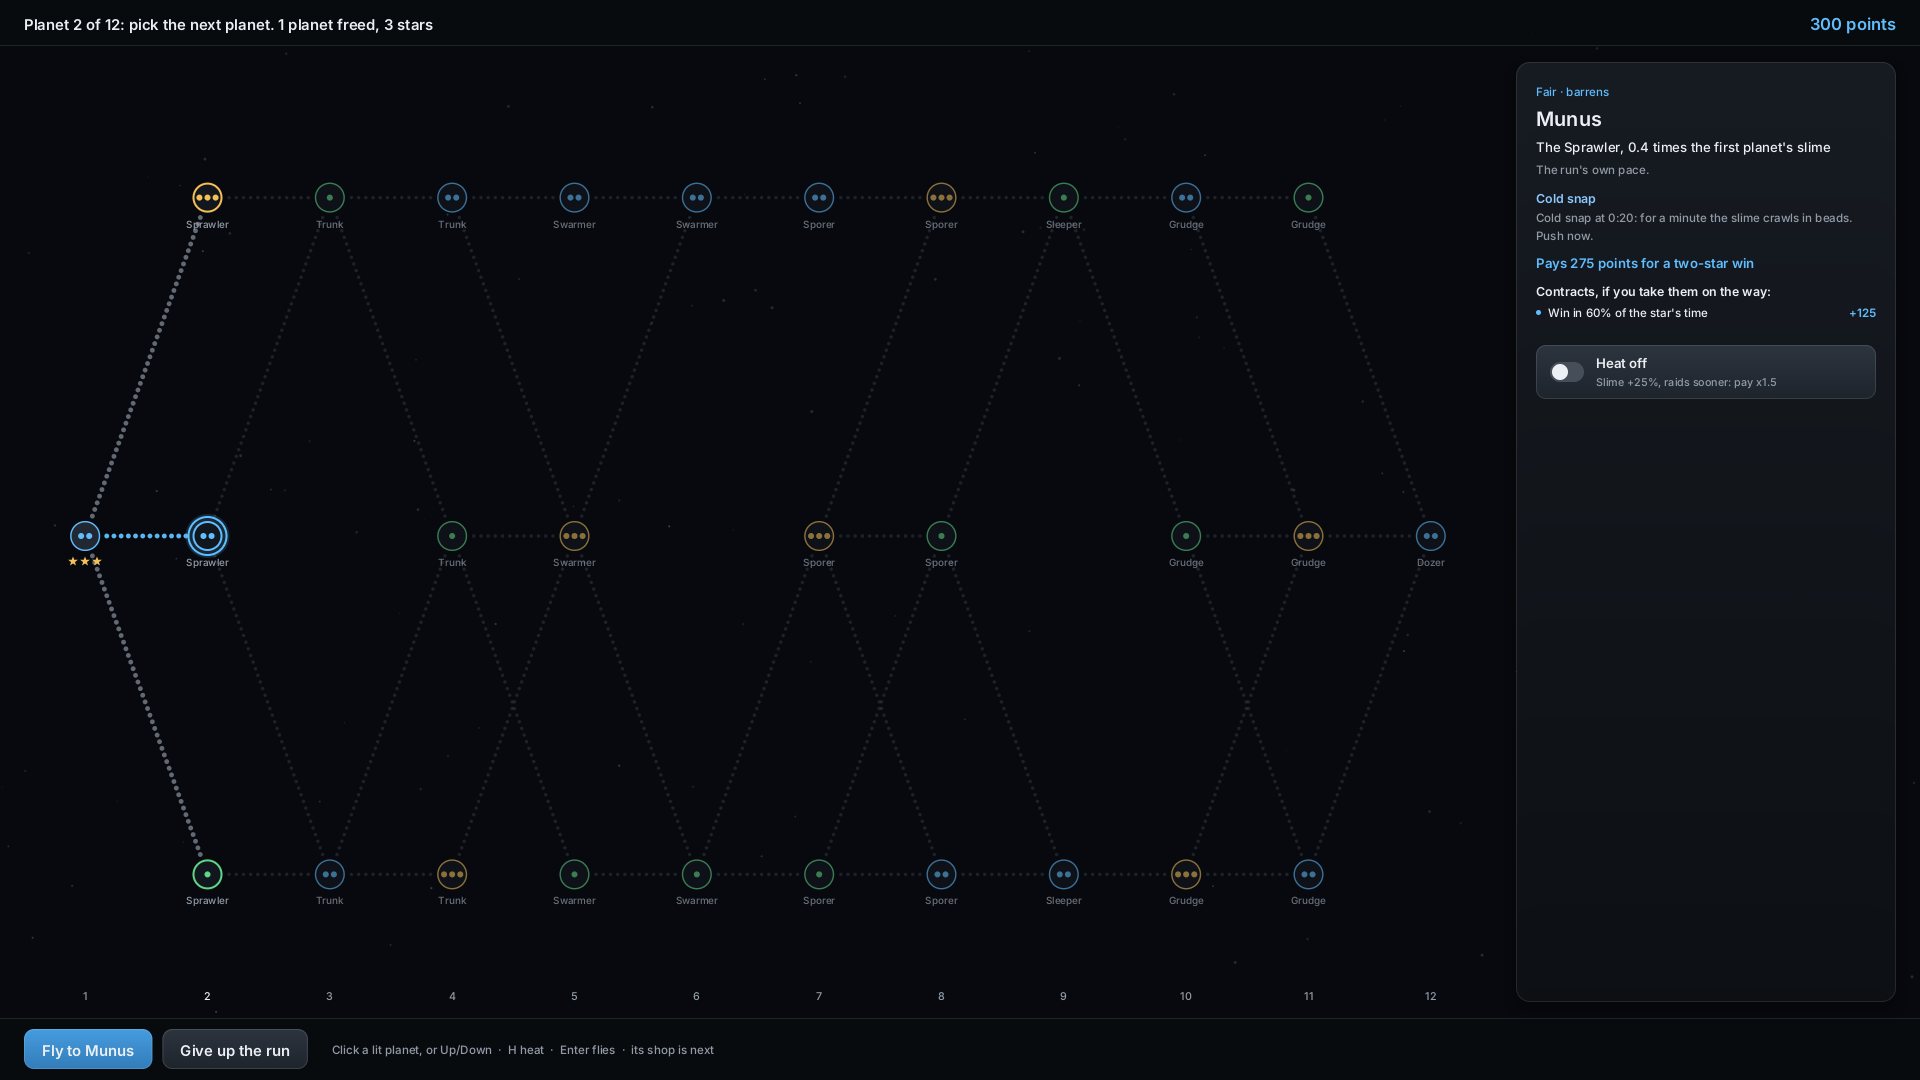 Planet 2 of 12: pick the next planet. 1 planet freed, 3 stars
300 points
Sprawler Trunk Trunk Swarmer Swarmer Sporer Sporer Sleeper Grudge Grudge
Sprawler Trunk Swarmer Sporer Sporer Grudge Grudge Dozer
Sprawler Trunk Trunk Swarmer Swarmer Sporer Sporer Sleeper Grudge Grudge
1 2 3 4 5 6 7 8 9 10 11 12
Fair · barrens
Munus
The Sprawler, 0.4 times the first planet's slime
The run's own pace.
Cold snap
Cold snap at 0:20: for a minute the slime crawls in beads.
Push now.
Pays 275 points for a two-star win
Contracts, if you take them on the way:
Win in 60% of the star's time +125
Heat off
Slime +25%, raids sooner: pay x1.5
Fly to Munus
Give up the run
Click a lit planet, or Up/Down · H heat · Enter flies · its shop is next